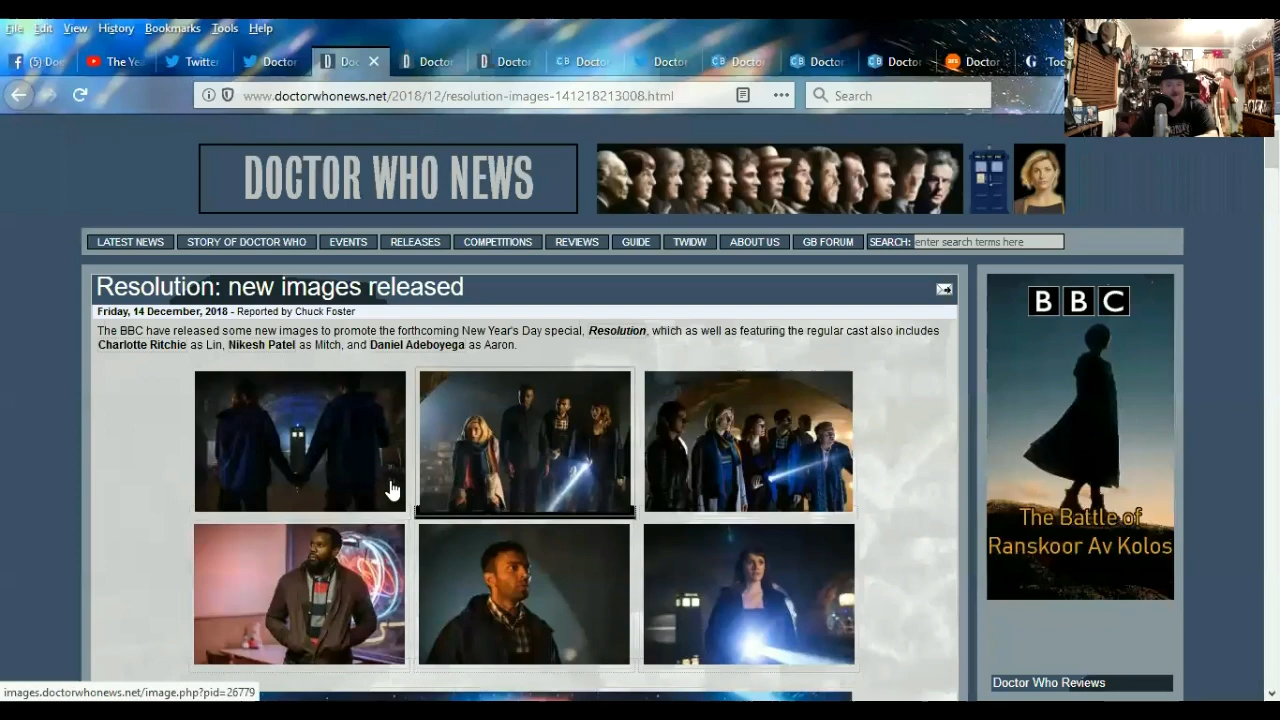 File Edit View History Bookmarks Tools Help
(5) Do
The Ye
Twitter
Doctor
Doc
Doctor
Doctor
Doctor
Doctor
Doctor
Doctor
Doctor
Doctor
www.doctorwhonews.net/2018/12/resolution-images-141218213008.html
Search
DOCTOR WHO NEWS
LATEST NEWS STORY OF DOCTOR WHO EVENTS RELEASES COMPETITIONS REVIEWS GUIDE TWIDW ABOUT US GB FORUM SEARCH: enter search terms here
Resolution: new images released
Friday, 14 December, 2018 - Reported by Chuck Foster
The BBC have released some new images to promote the forthcoming New Year's Day special, Resolution, which as well as featuring the regular cast also includes
Charlotte Ritchie as Lin, Nikesh Patel as Mitch, and Daniel Adeboyega as Aaron.
BBC
The Battle of
Ranskoor Av Kolos
Doctor Who Reviews
images.doctorwhonews.net/image.php?pid=26779